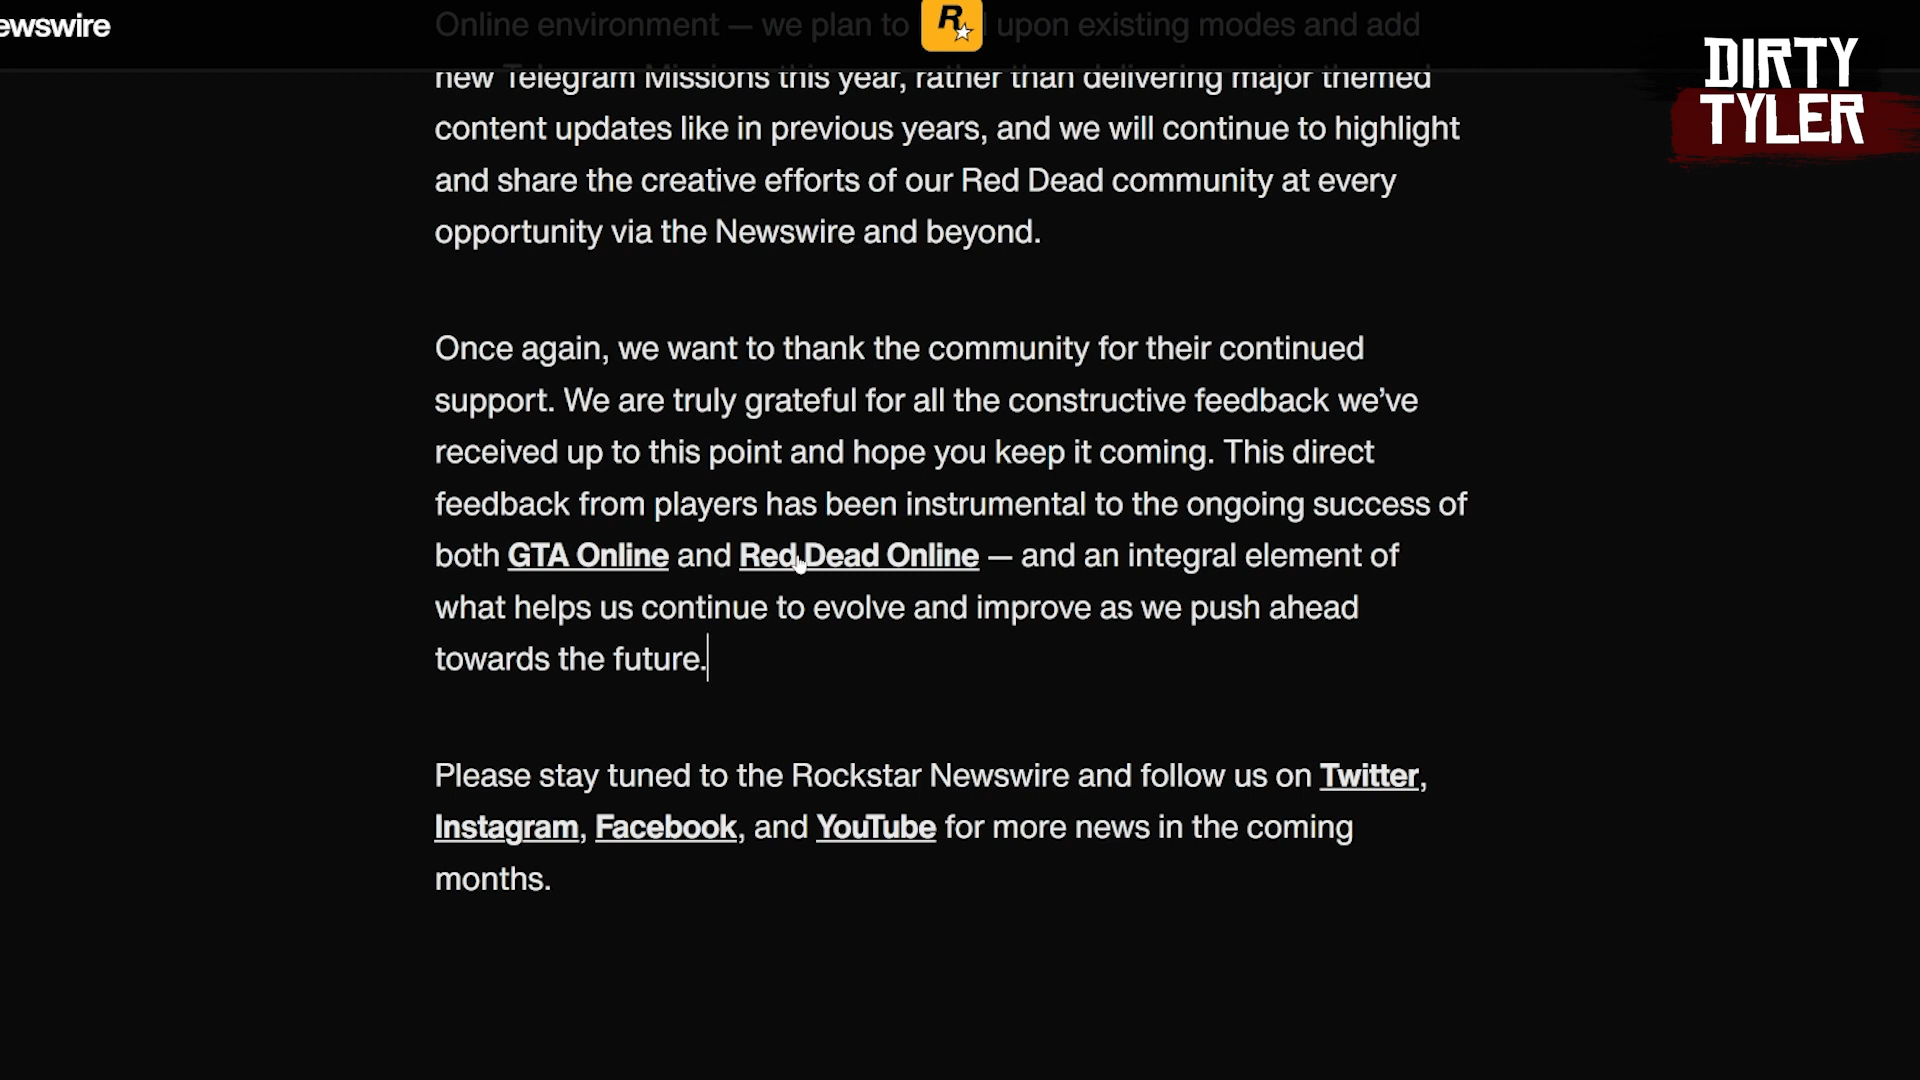 ewswire
Online environment — we plan to upon existing modes and add
R
DIRTY
TYLER
new Telegram Missions this year, rather than delivering major themed
content updates like in previous years, and we will continue to highlight
and share the creative efforts of our Red Dead community at every
opportunity via the Newswire and beyond.
Once again, we want to thank the community for their continued
support. We are truly grateful for all the constructive feedback we’ve
received up to this point and hope you keep it coming. This direct
feedback from players has been instrumental to the ongoing success of
both GTA Online and Red Dead Online — and an integral element of
what helps us continue to evolve and improve as we push ahead
towards the future.
Please stay tuned to the Rockstar Newswire and follow us on Twitter,
Instagram, Facebook, and YouTube for more news in the coming
months.